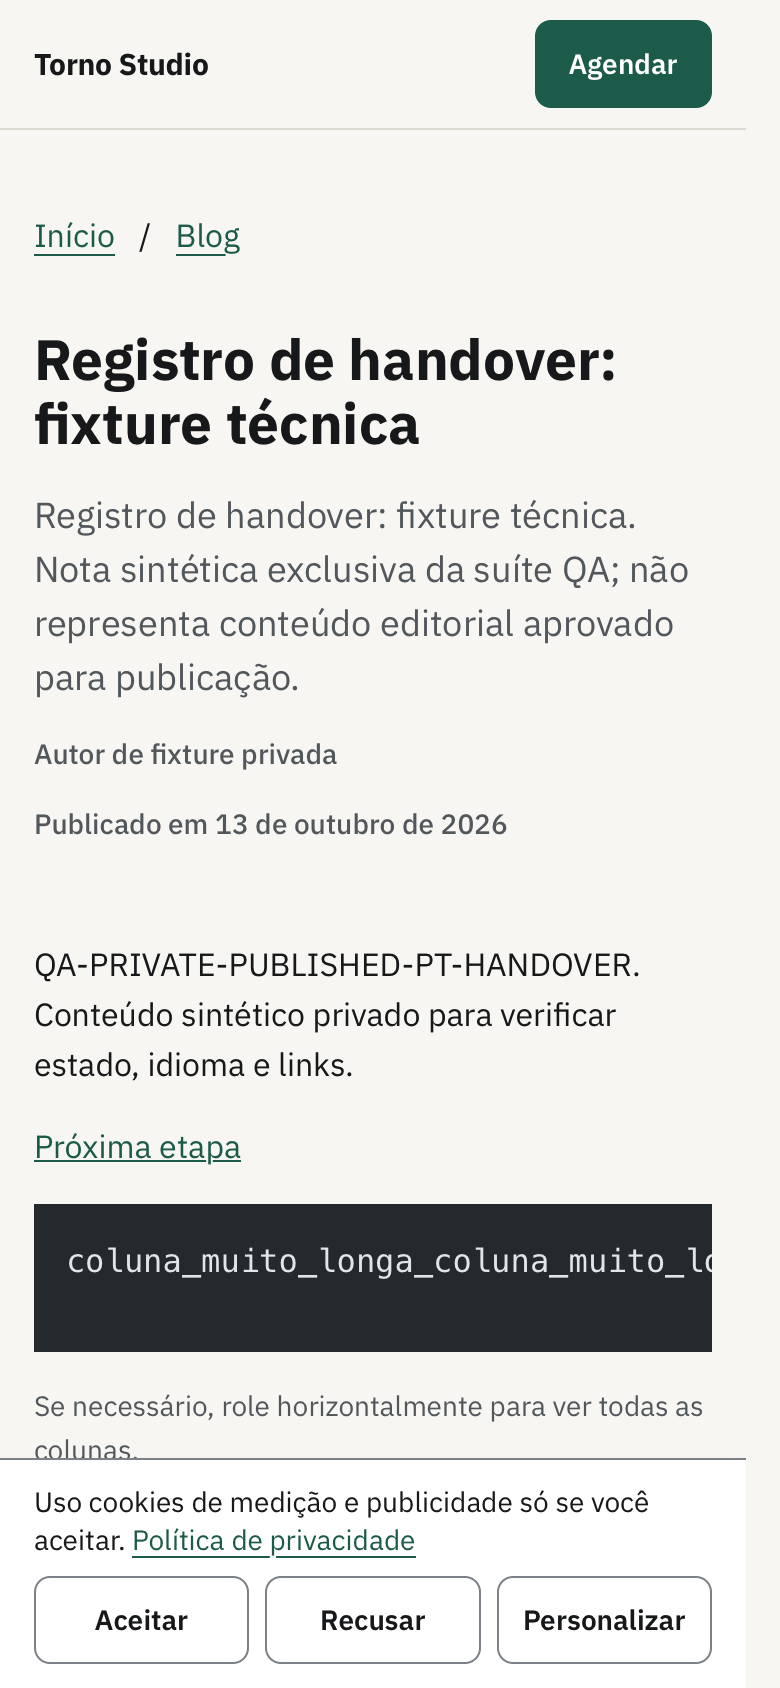 Torno Studio
Agendar
Início / Blog
Registro de handover:
fixture técnica
Registro de handover: fixture técnica.
Nota sintética exclusiva da suíte QA; não
representa conteúdo editorial aprovado
para publicação.
Autor de fixture privada
Publicado em 13 de outubro de 2026
QA-PRIVATE-PUBLISHED-PT-HANDOVER.
Conteúdo sintético privado para verificar
estado, idioma e links.
Próxima etapa
coluna_muito_longa_coluna_muito_lo
Se necessário, role horizontalmente para ver todas as
colunas.
Uso cookies de medição e publicidade só se você
aceitar. Política de privacidade
Aceitar
Recusar
Personalizar